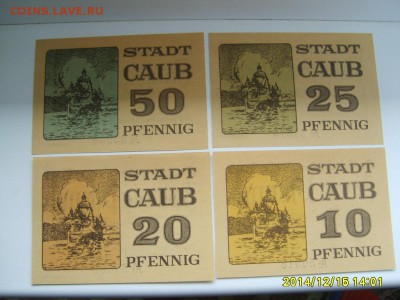 COINS.LAVE.RU
STADT
CAUB
50
PFENNIG
STADT
CAUB
25
PFENNIG
STADT
CAUB
20
PFENNIG
STADT
CAUB
10
PFENNIG
2014/12/15 14:01